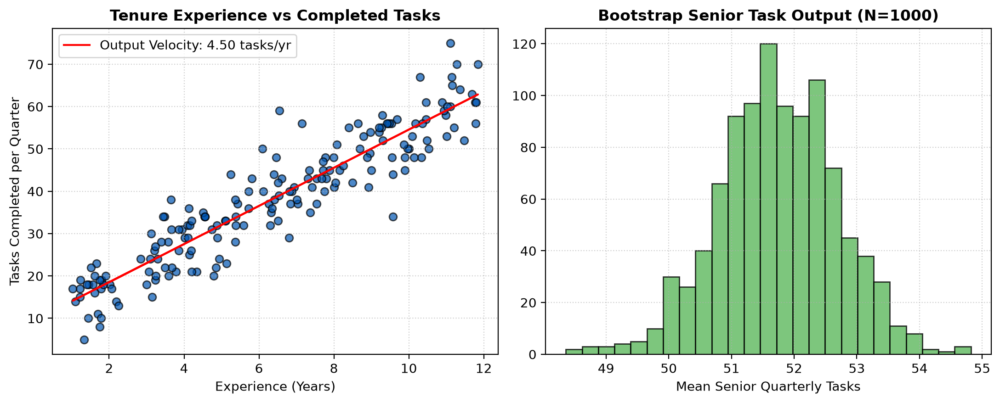 Tenure Experience vs Completed Tasks
Output Velocity: 4.50 tasks/yr
70
60
50
40
30
20
10
Tasks Completed per Quarter
2 4 6 8 10 12
Experience (Years)
Bootstrap Senior Task Output (N=1000)
120
100
80
60
40
20
0
49 50 51 52 53 54 55
Mean Senior Quarterly Tasks